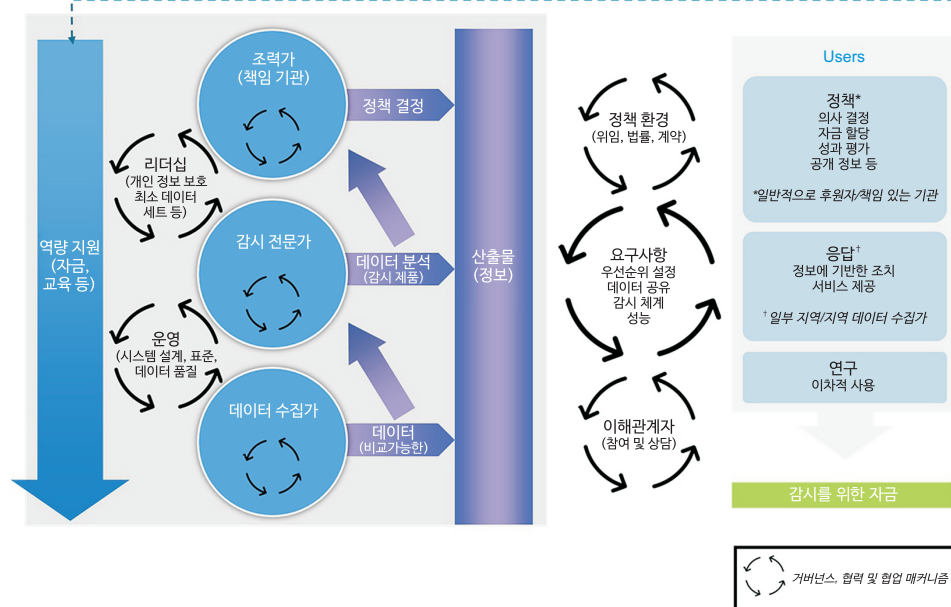 역량 지원
(자금,
교육 등)
조력가
(책임 기관)
정책 결정
리더십
(개인 정보 보호
최소 데이터
세트 등)
감시 전문가
데이터 분석
(감시 제품)
운영
(시스템 설계, 표준,
데이터 품질
데이터 수집가
데이터
(비교가능한)
산출물
(정보)
정책 환경
(위임, 법률, 계약)
요구사항
우선순위 설정
데이터 공유
감시 체계
성능
이해관계자
(참여 및 상담)
Users
정책*
의사 결정
자금 할당
성과 평가
공개 정보 등
*일반적으로 후원자/책임 있는 기관
응답†
정보에 기반한 조치
서비스 제공
† 일부 지역/지역 데이터 수집가
연구
이차적 사용
감시를 위한 자금
거버넌스, 협력 및 협업 매커니즘